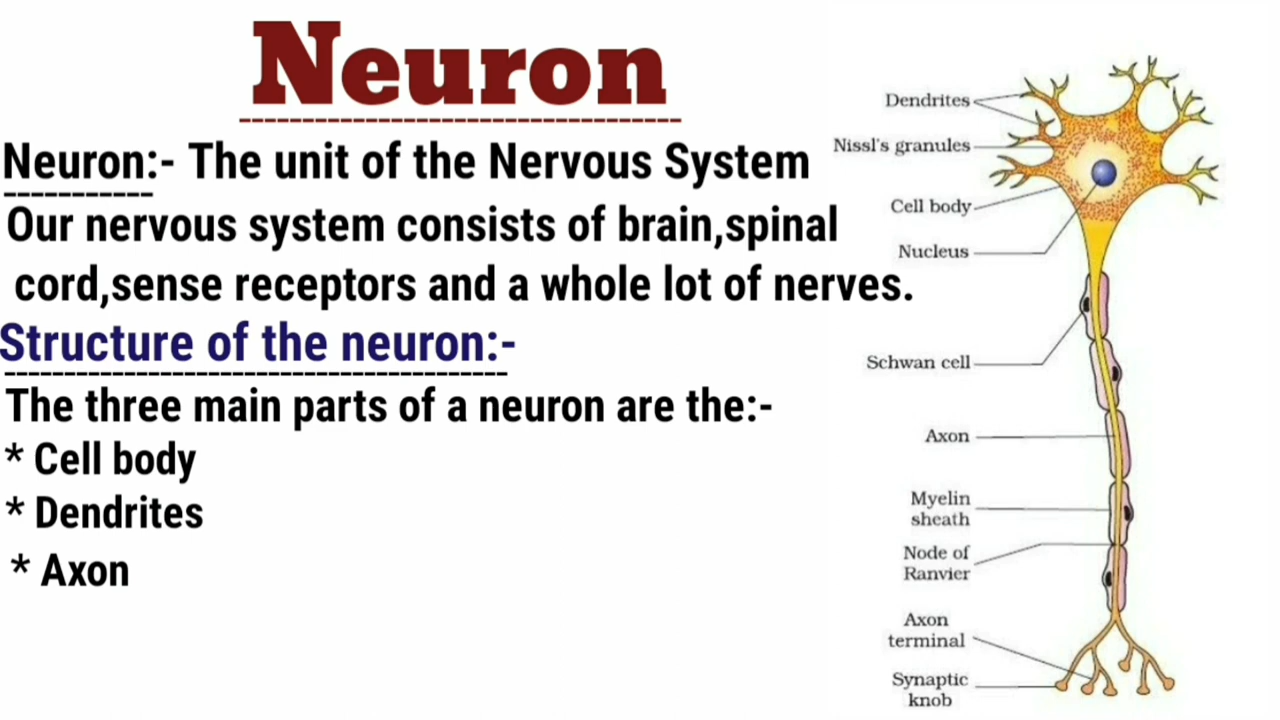 Neuron
Neuron:- The unit of the Nervous System
Our nervous system consists of brain,spinal
cord,sense receptors and a whole lot of nerves.
Structure of the neuron:-
The three main parts of a neuron are the:-
* Cell body
* Dendrites
* Axon
Dendrites
Nissl's granules
Cell body
Nucleus
Schwan cell
Axon
Myelin
sheath
Node of
Ranvier
Axon
terminal
Synaptic
knob